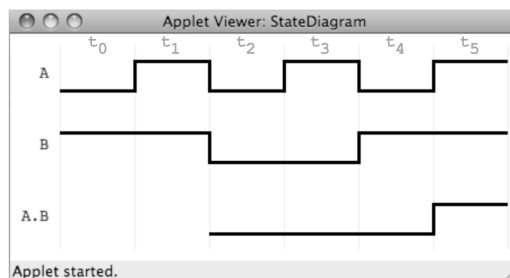 Applet Viewer: StateDiagram
t0 t1 t2 t3 t4 t5
A
B
A.B
Applet started.